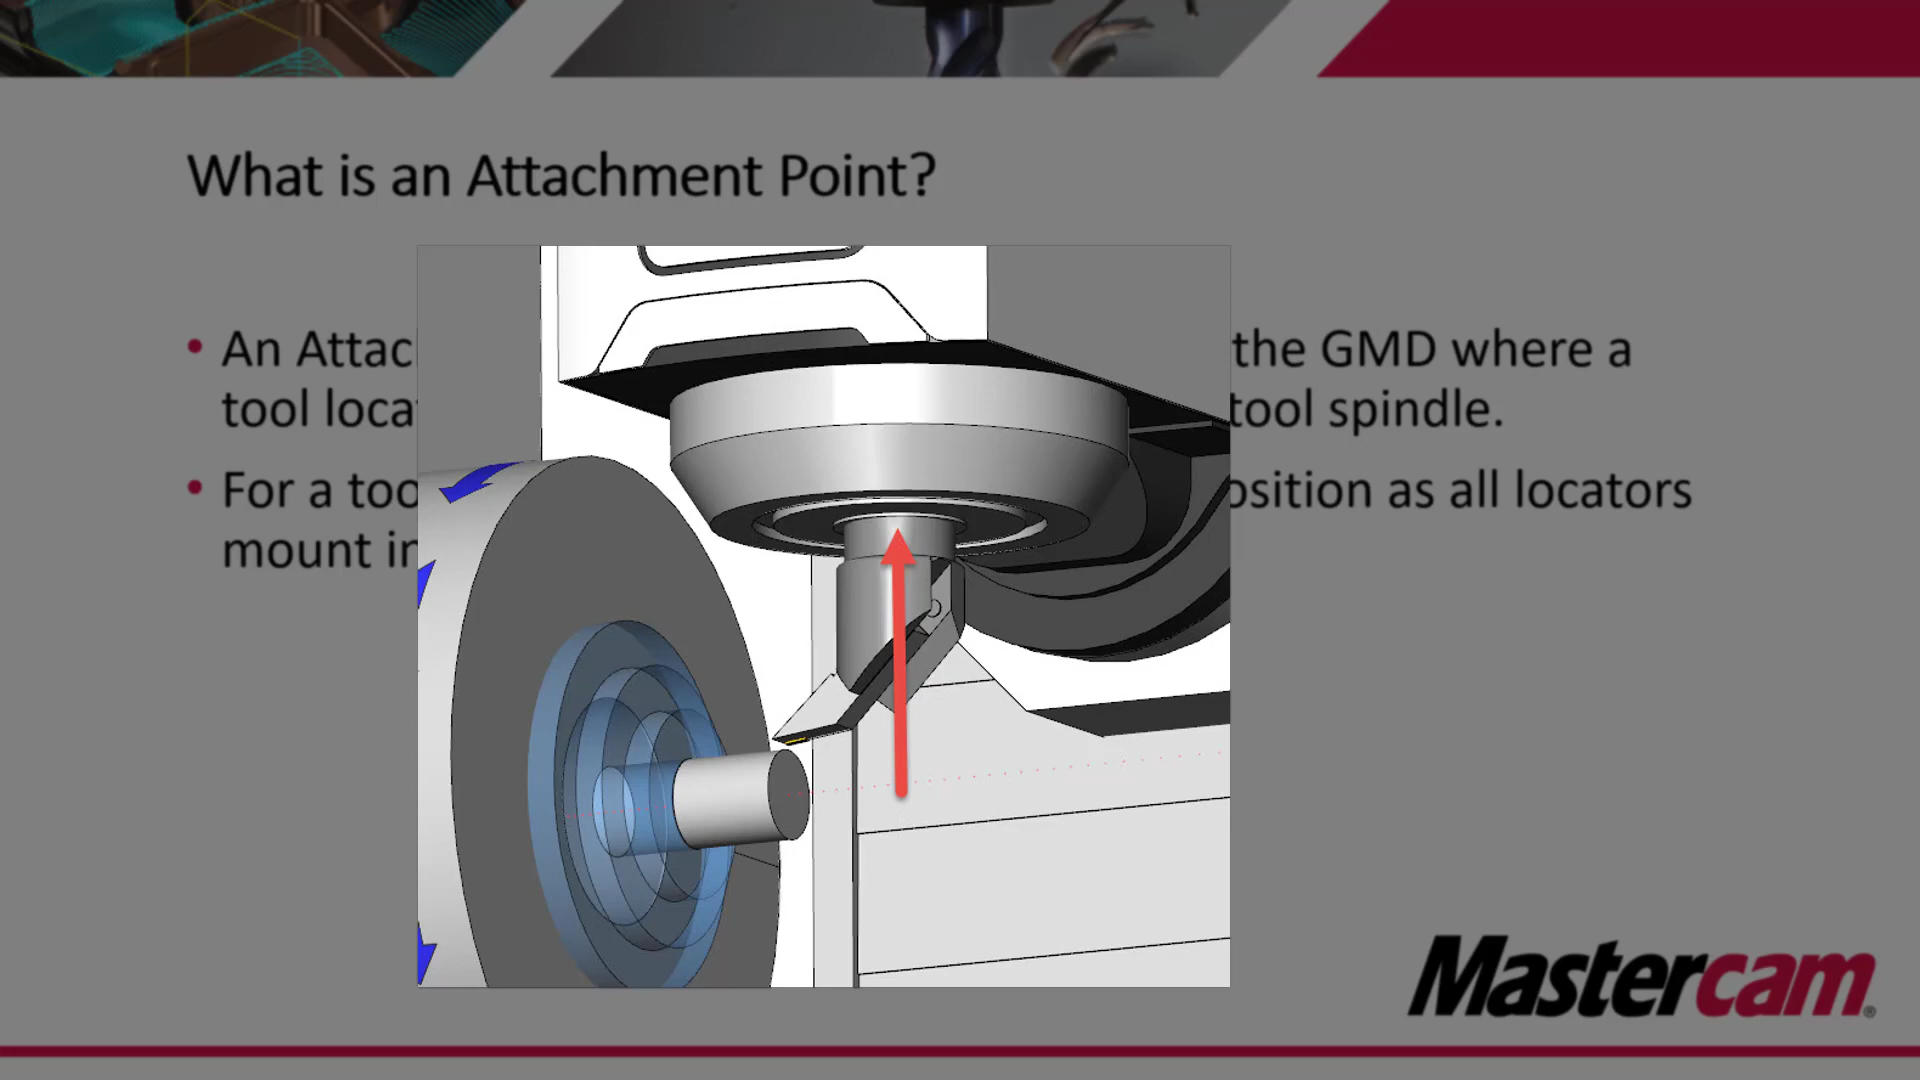 What is an Attachment Point?
• An Attac the GMD where a
tool loca tool spindle.
• For a too osition as all locators
mount in
Mastercam®